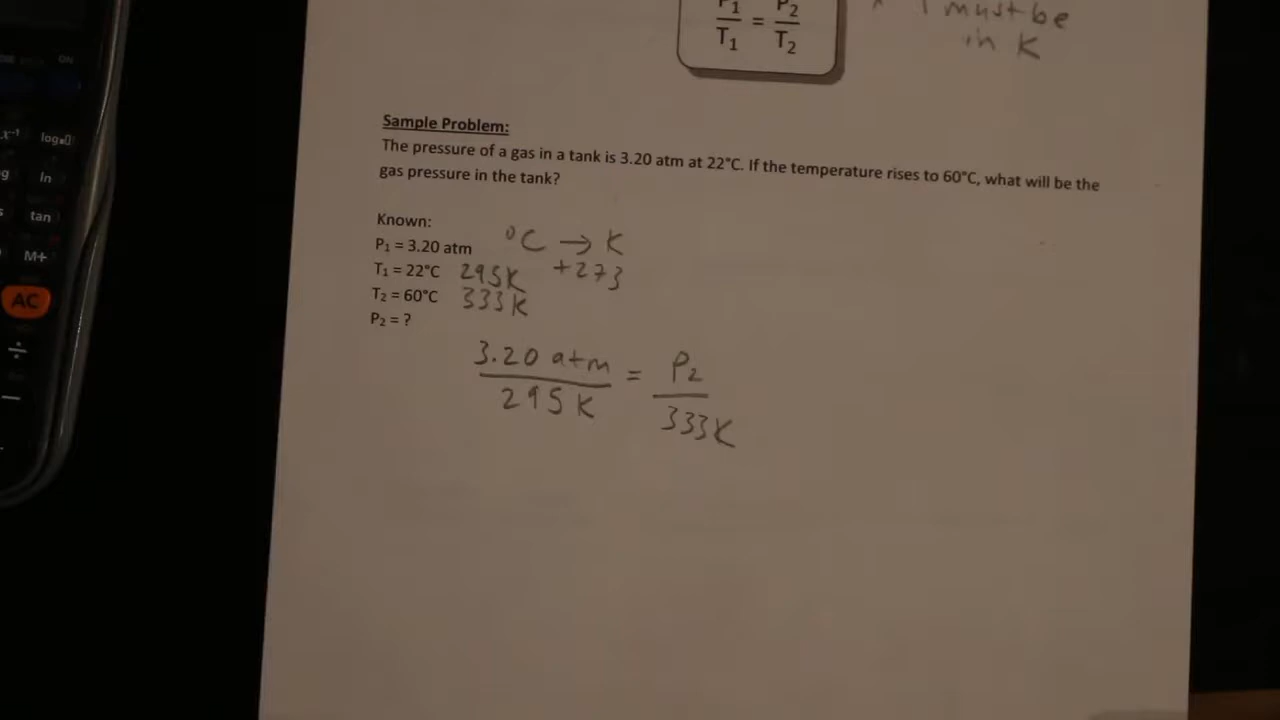 P₁ P₂
— = —
T₁ T₂
* T must be
in K
ON
x⁻¹ log
ln
tan
M+
AC
÷
Sample Problem:
The pressure of a gas in a tank is 3.20 atm at 22°C. If the temperature rises to 60°C, what will be the
gas pressure in the tank?
Known:
P₁ = 3.20 atm °C → K
T₁ = 22°C 295K +273
T₂ = 60°C 333K
P₂ = ?
3.20 atm = P₂
295 K 333K